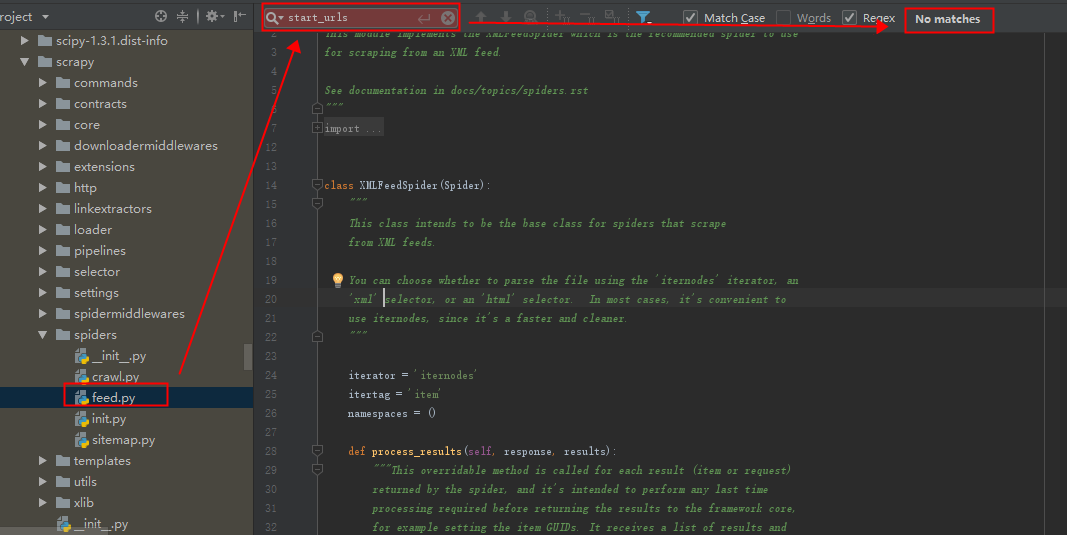 roject
scipy-1.3.1.dist-info
scrapy
commands
contracts
core
downloadermiddlewares
extensions
http
linkextractors
loader
pipelines
selector
settings
spidermiddlewares
spiders
__init__.py
crawl.py
feed.py
init.py
sitemap.py
templates
utils
xlib
__init__.py
start_urls
Match Case
Words
Regex
No matches
2 This module implements the XMLFeedSpider which is the recommended spider to use
3 for scraping from an XML feed.
4
5 See documentation in docs/topics/spiders.rst
6 """
7 import ...
12
13
14 class XMLFeedSpider(Spider):
15 """
16 This class intends to be the base class for spiders that scrape
17 from XML feeds.
18
19 You can choose whether to parse the file using the 'iternodes' iterator, an
20 'xml' selector, or an 'html' selector. In most cases, it's convenient to
21 use iternodes, since it's a faster and cleaner.
22 """
23
24 iterator = 'iternodes'
25 itertag = 'item'
26 namespaces = ()
27
28 def process_results(self, response, results):
29 """This overridable method is called for each result (item or request)
30 returned by the spider, and it's intended to perform any last time
31 processing required before returning the results to the framework core,
32 for example setting the item GUIDs. It receives a list of results and